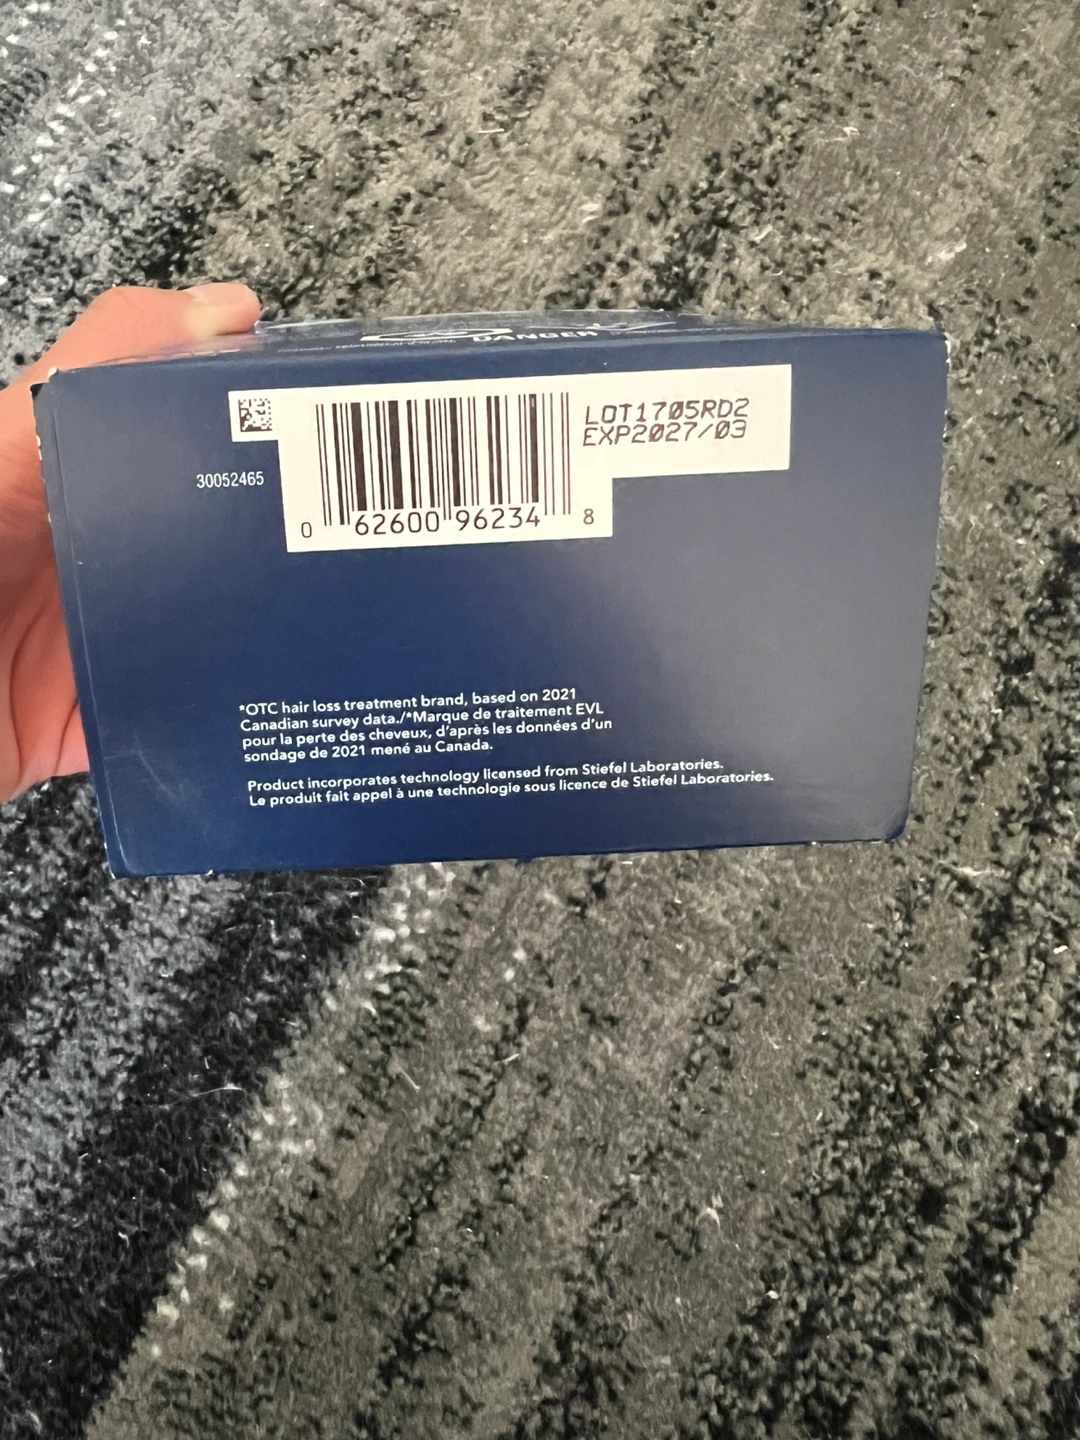 DANGER
LOT1705RD2
EXP2027/03
30052465
0 62600 96234 8
*OTC hair loss treatment brand, based on 2021
Canadian survey data./*Marque de traitement EVL
pour la perte des cheveux, d'après les données d'un
sondage de 2021 mené au Canada.
Product incorporates technology licensed from Stiefel Laboratories.
Le produit fait appel à une technologie sous licence de Stiefel Laboratories.